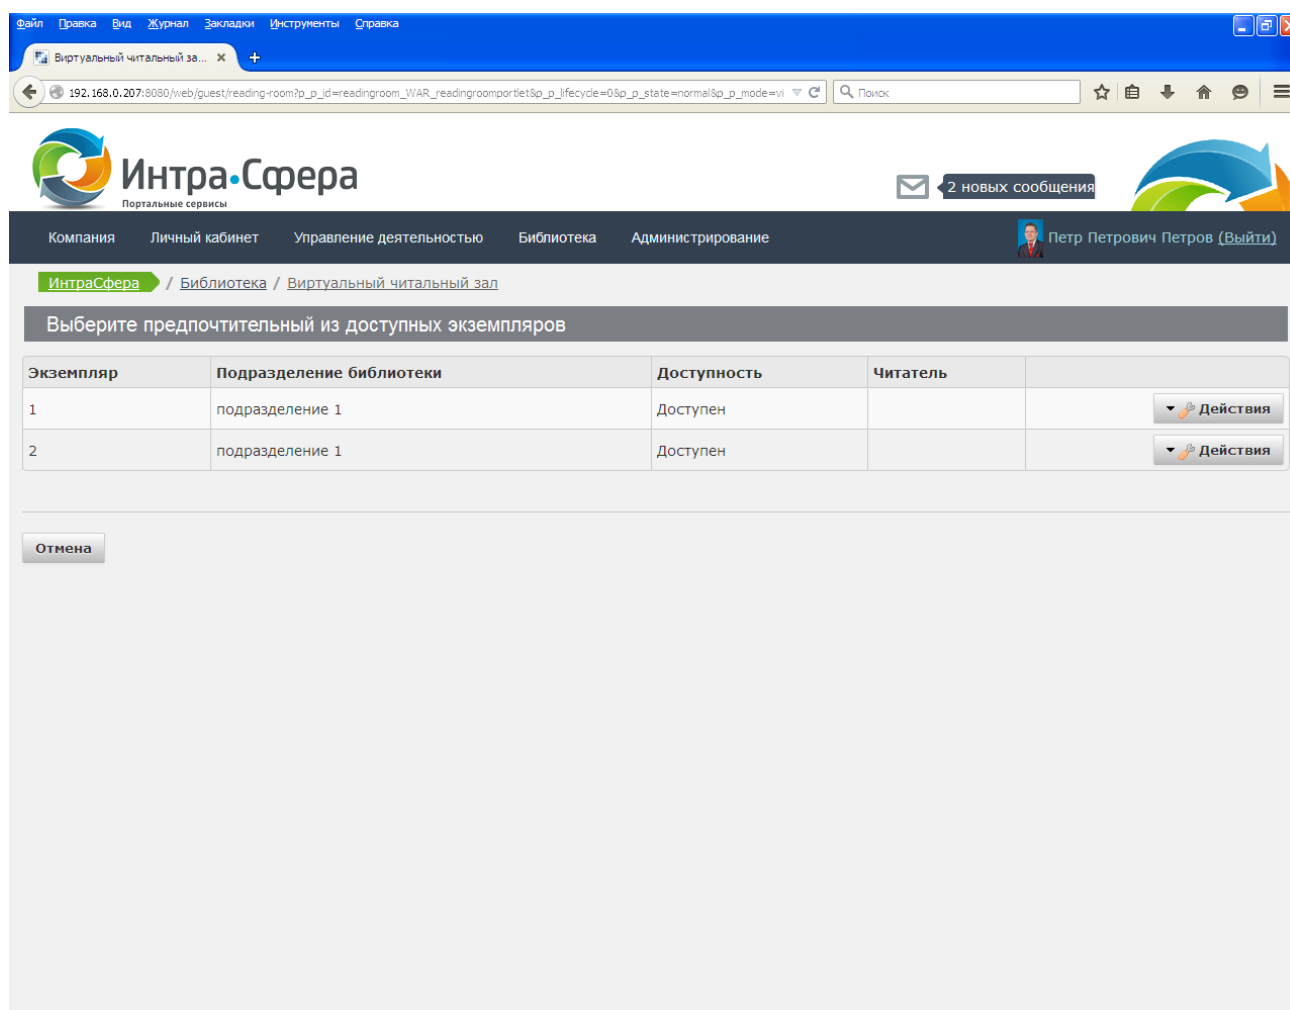 Файл Правка Вид Журнал Закладки Инструменты Справка
Виртуальный читальный за...
192.168.0.207:8080/web/guest/reading-room?p_p_id=readingroom_WAR_readingroomportlet&p_p_lifecycle=0&p_p_state=normal&p_p_mode=vi
Поиск
Интра•Сфера
Портальные сервисы
2 новых сообщения
Компания Личный кабинет Управление деятельностью Библиотека Администрирование Петр Петрович Петров (Выйти)
ИнтраСфера / Библиотека / Виртуальный читальный зал
Выберите предпочтительный из доступных экземпляров
Экземпляр Подразделение библиотеки Доступность Читатель
1 подразделение 1 Доступен Действия
2 подразделение 1 Доступен Действия
Отмена